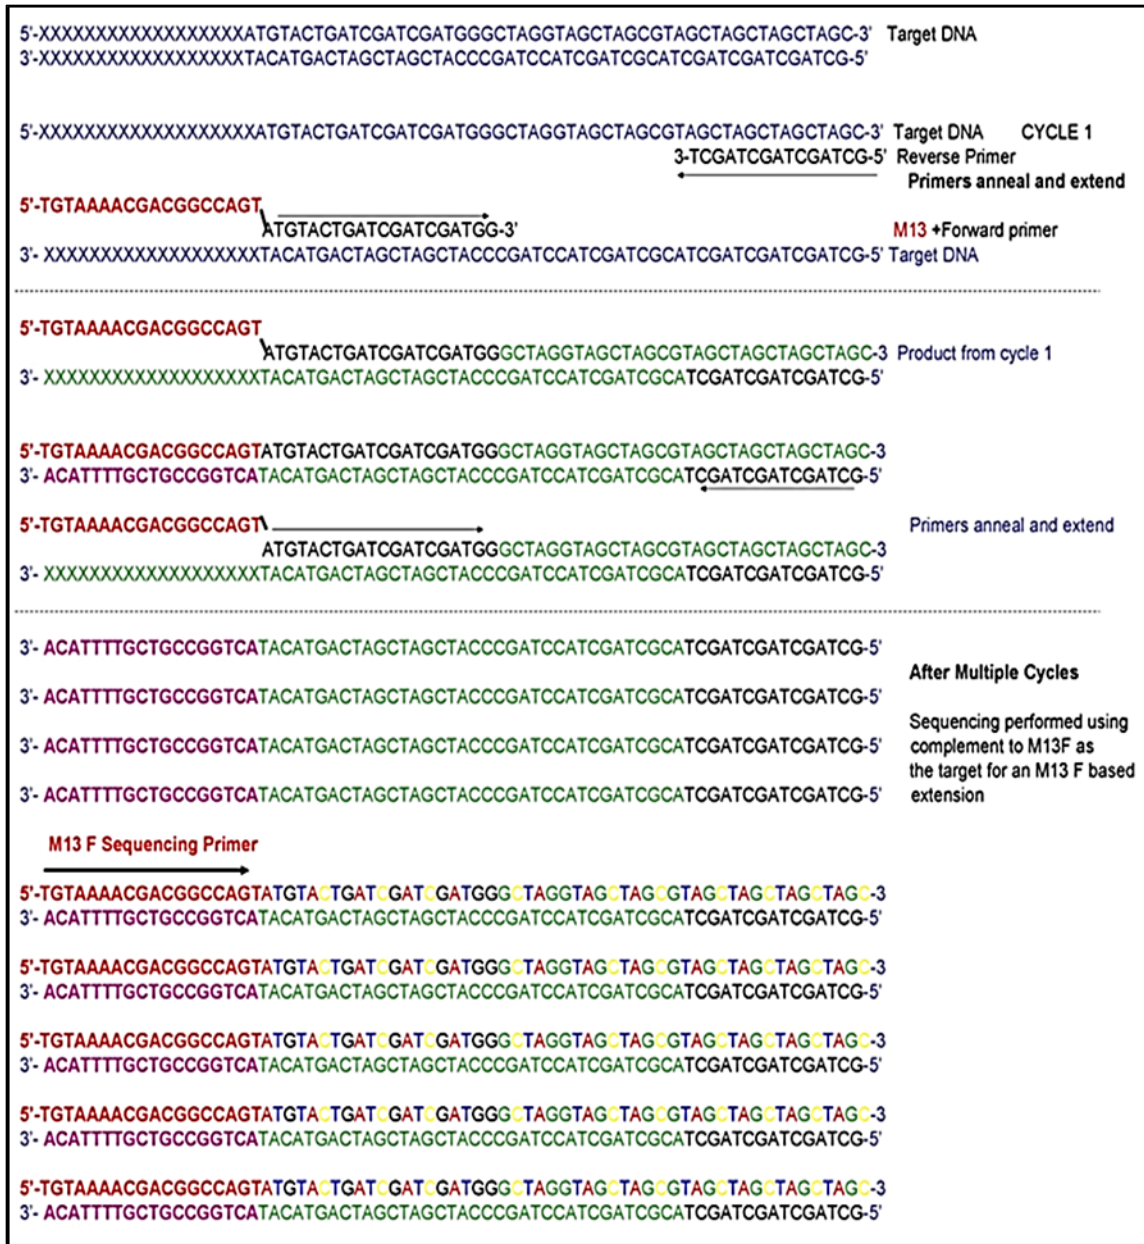 5'-XXXXXXXXXXXXXXXXXXATGTACTGATCGATCGATGGGCTAGGTAGCTAGCGTAGCTAGCTAGCTAGC-3' Target DNA
3'-XXXXXXXXXXXXXXXXXXTACATGACTAGCTAGCTACCCGATCCATCGATCGCATCGATCGATCGATCG-5'
5'-XXXXXXXXXXXXXXXXXXXATGTACTGATCGATCGATGGGCTAGGTAGCTAGCGTAGCTAGCTAGCTAGC-3' Target DNA CYCLE 1
3-TCGATCGATCGATCG-5' Reverse Primer
Primers anneal and extend
5'-TGTAAAACGACGGCCAGT
ATGTACTGATCGATCGATGG-3' M13 +Forward primer
3'- XXXXXXXXXXXXXXXXXXXTACATGACTAGCTAGCTACCCGATCCATCGATCGCATCGATCGATCGATCG-5' Target DNA
5'-TGTAAAACGACGGCCAGT
ATGTACTGATCGATCGATGGGCTAGGTAGCTAGCGTAGCTAGCTAGCTAGC-3 Product from cycle 1
3'- XXXXXXXXXXXXXXXXXXXTACATGACTAGCTAGCTACCCGATCCATCGATCGCATCGATCGATCGATCG-5'
5'-TGTAAAACGACGGCCAGTATGTACTGATCGATCGATGGGCTAGGTAGCTAGCGTAGCTAGCTAGCTAGC-3
3'- ACATTTTGCTGCCGGTCATACATGACTAGCTAGCTACCCGATCCATCGATCGCATCGATCGATCGATCG-5'
5'-TGTAAAACGACGGCCAGT Primers anneal and extend
ATGTACTGATCGATCGATGGGCTAGGTAGCTAGCGTAGCTAGCTAGCTAGC-3
3'- XXXXXXXXXXXXXXXXXXXTACATGACTAGCTAGCTACCCGATCCATCGATCGCATCGATCGATCGATCG-5'
3'- ACATTTTGCTGCCGGTCATACATGACTAGCTAGCTACCCGATCCATCGATCGCATCGATCGATCGATCG-5'
After Multiple Cycles
3'- ACATTTTGCTGCCGGTCATACATGACTAGCTAGCTACCCGATCCATCGATCGCATCGATCGATCGATCG-5'
Sequencing performed using
3'- ACATTTTGCTGCCGGTCATACATGACTAGCTAGCTACCCGATCCATCGATCGCATCGATCGATCGATCG-5' complement to M13F as
the target for an M13 F based
3'- ACATTTTGCTGCCGGTCATACATGACTAGCTAGCTACCCGATCCATCGATCGCATCGATCGATCGATCG-5' extension
M13 F Sequencing Primer
5'-TGTAAAACGACGGCCAGTATGTACTGATCGATCGATGGGCTAGGTAGCTAGCGTAGCTAGCTAGCTAGC-3
3'- ACATTTTGCTGCCGGTCATACATGACTAGCTAGCTACCCGATCCATCGATCGCATCGATCGATCGATCG-5'
5'-TGTAAAACGACGGCCAGTATGTACTGATCGATCGATGGGCTAGGTAGCTAGCGTAGCTAGCTAGCTAGC-3
3'- ACATTTTGCTGCCGGTCATACATGACTAGCTAGCTACCCGATCCATCGATCGCATCGATCGATCGATCG-5'
5'-TGTAAAACGACGGCCAGTATGTACTGATCGATCGATGGGCTAGGTAGCTAGCGTAGCTAGCTAGCTAGC-3
3'- ACATTTTGCTGCCGGTCATACATGACTAGCTAGCTACCCGATCCATCGATCGCATCGATCGATCGATCG-5'
5'-TGTAAAACGACGGCCAGTATGTACTGATCGATCGATGGGCTAGGTAGCTAGCGTAGCTAGCTAGCTAGC-3
3'- ACATTTTGCTGCCGGTCATACATGACTAGCTAGCTACCCGATCCATCGATCGCATCGATCGATCGATCG-5'
5'-TGTAAAACGACGGCCAGTATGTACTGATCGATCGATGGGCTAGGTAGCTAGCGTAGCTAGCTAGCTAGC-3
3'- ACATTTTGCTGCCGGTCATACATGACTAGCTAGCTACCCGATCCATCGATCGCATCGATCGATCGATCG-5'